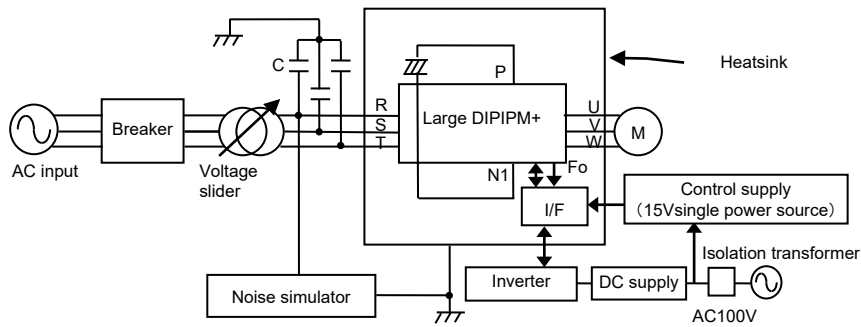 C
P
Heatsink
R
S
T
Large DIPIPM+
U
V
W
M
Breaker
AC input
Voltage
slider
N1
Fo
I/F
Control supply
(15Vsingle power source)
Isolation transformer
Noise simulator
Inverter
DC supply
AC100V